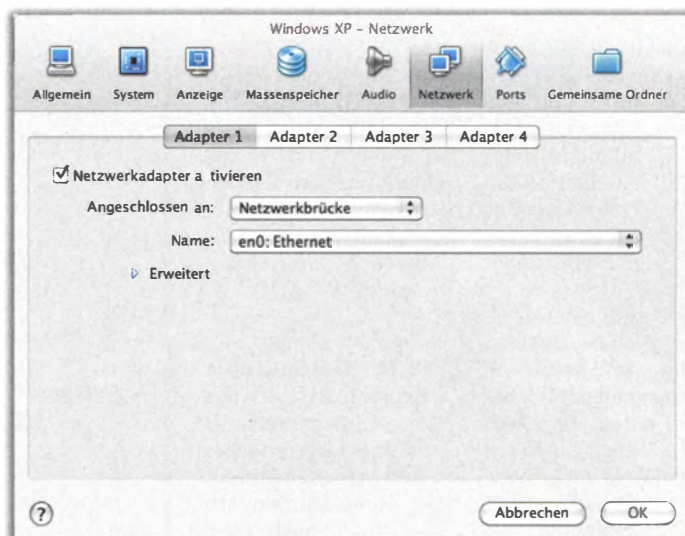 Windows XP – Netzwerk
Allgemein System Anzeige Massenspeicher Audio Netzwerk Ports Gemeinsame Ordner
Adapter 1 Adapter 2 Adapter 3 Adapter 4
Netzwerkadapter a tivieren
Angeschlossen an: Netzwerkbrücke
Name: en0: Ethernet
Erweitert
? Abbrechen OK